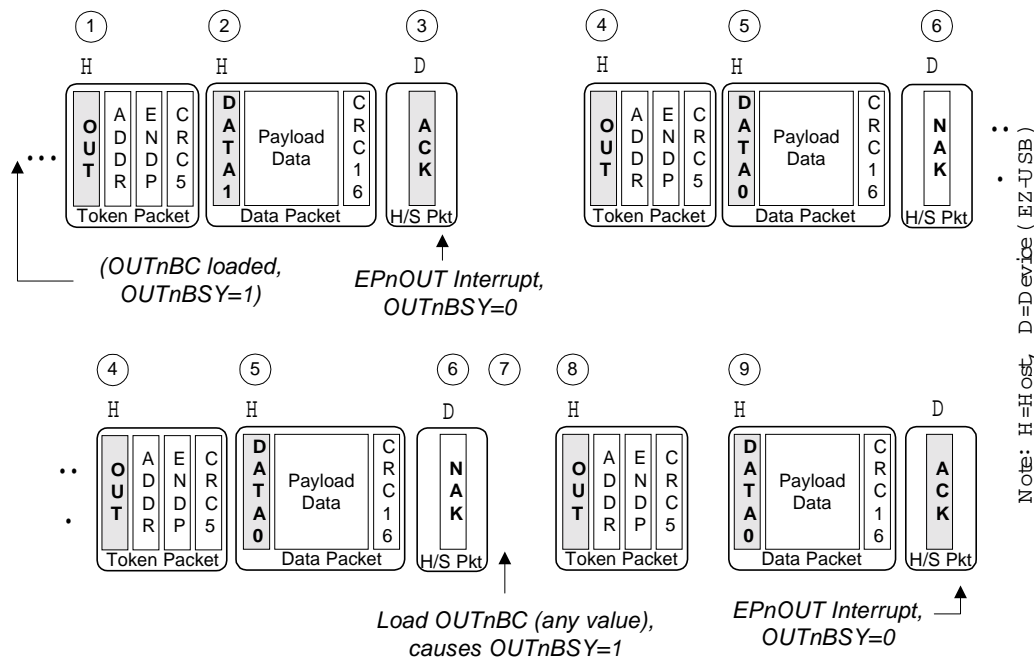 1 2 3 4 5 6
H H D H H D
OUT ADDR ENDP CRC5 DATA1 Payload Data CRC16 ACK OUT ADDR ENDP CRC5 DATA0 Payload Data CRC16 NAK
Token Packet Data Packet H/S Pkt Token Packet Data Packet H/S Pkt
(OUTnBC loaded,
OUTnBSY=1)
EPnOUT Interrupt,
OUTnBSY=0
4 5 6 7 8 9
H H D H H D
OUT ADDR ENDP CRC5 DATA0 Payload Data CRC16 NAK OUT ADDR ENDP CRC5 DATA0 Payload Data CRC16 ACK
Token Packet Data Packet H/S Pkt Token Packet Data Packet H/S Pkt
Load OUTnBC (any value),
causes OUTnBSY=1
EPnOUT Interrupt,
OUTnBSY=0
Note: H=Host, D=Device (EZ-USB)